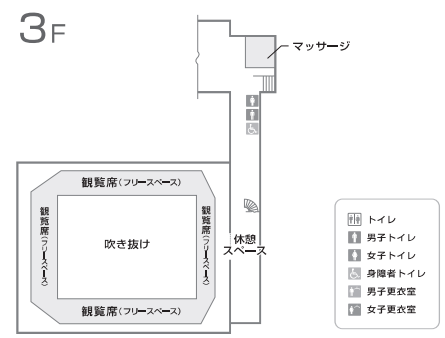 3F
マッサージ
観覧席(フリースペース)
観覧席(フリースペース)
吹き抜け
観覧席(フリースペース)
休憩
スペース
観覧席(フリースペース)
トイレ
男子トイレ
女子トイレ
身障者トイレ
男子更衣室
女子更衣室